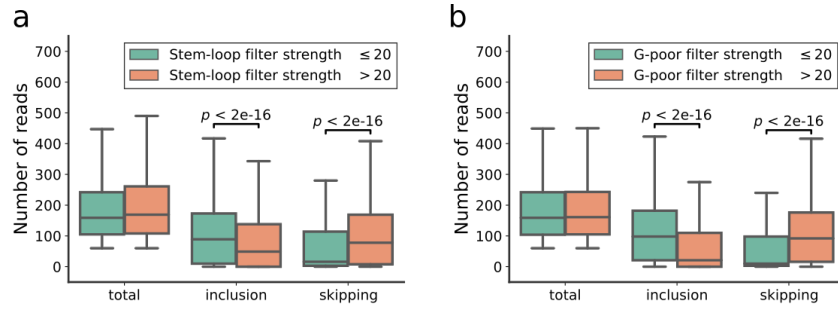 a
Number of reads
700
600
500
400
300
200
100
0
Stem-loop filter strength ≤ 20
Stem-loop filter strength > 20
p < 2e-16
p < 2e-16
total inclusion skipping
b
Number of reads
700
600
500
400
300
200
100
0
G-poor filter strength ≤ 20
G-poor filter strength > 20
p < 2e-16
p < 2e-16
total inclusion skipping